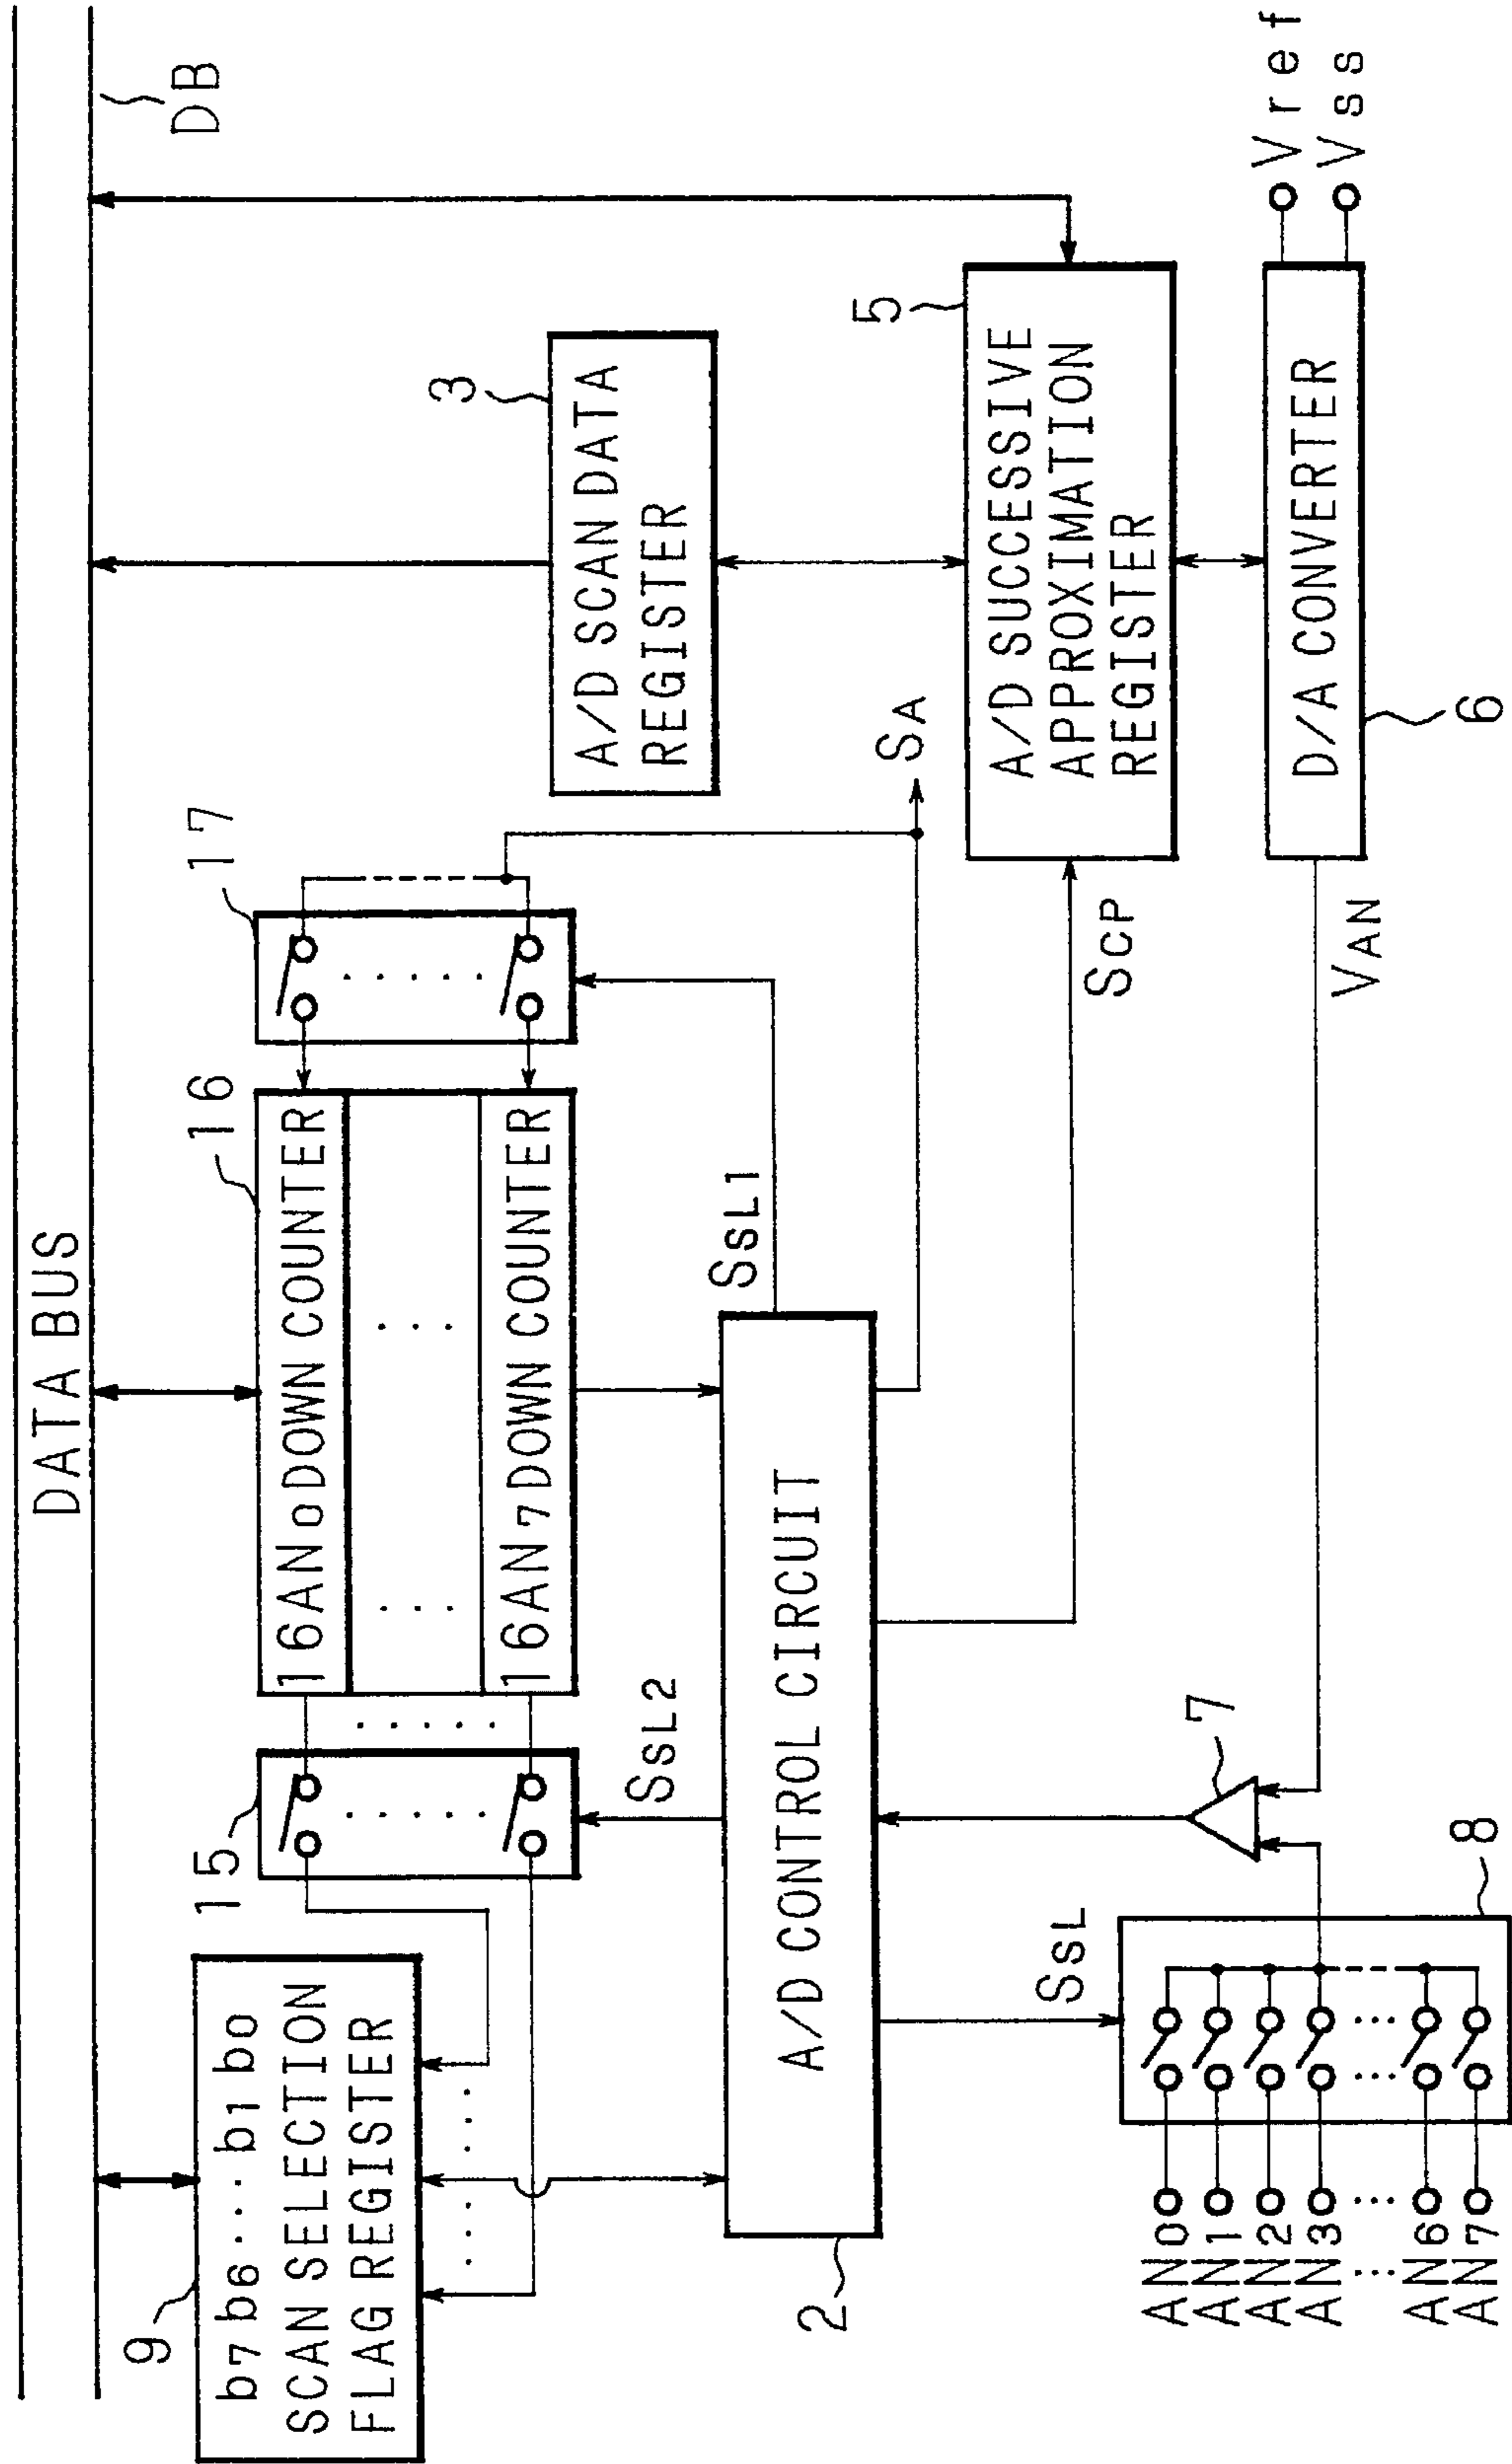 DATA BUS
DB
9
b7 b6 ··· b1 b0
SCAN SELECTION
FLAG REGISTER
15
16
16AN0 DOWN COUNTER
··· ···
16AN7 DOWN COUNTER
17
3
A/D SCAN DATA
REGISTER
SSL2
SSL1
SA
2
A/D CONTROL CIRCUIT
5
A/D SUCCESSIVE
APPROXIMATION
REGISTER
SCP
SSL
7
VAN
D/A CONVERTER
6
Vref
Vss
8
AN0
AN1
AN2
AN3
···
AN6
AN7